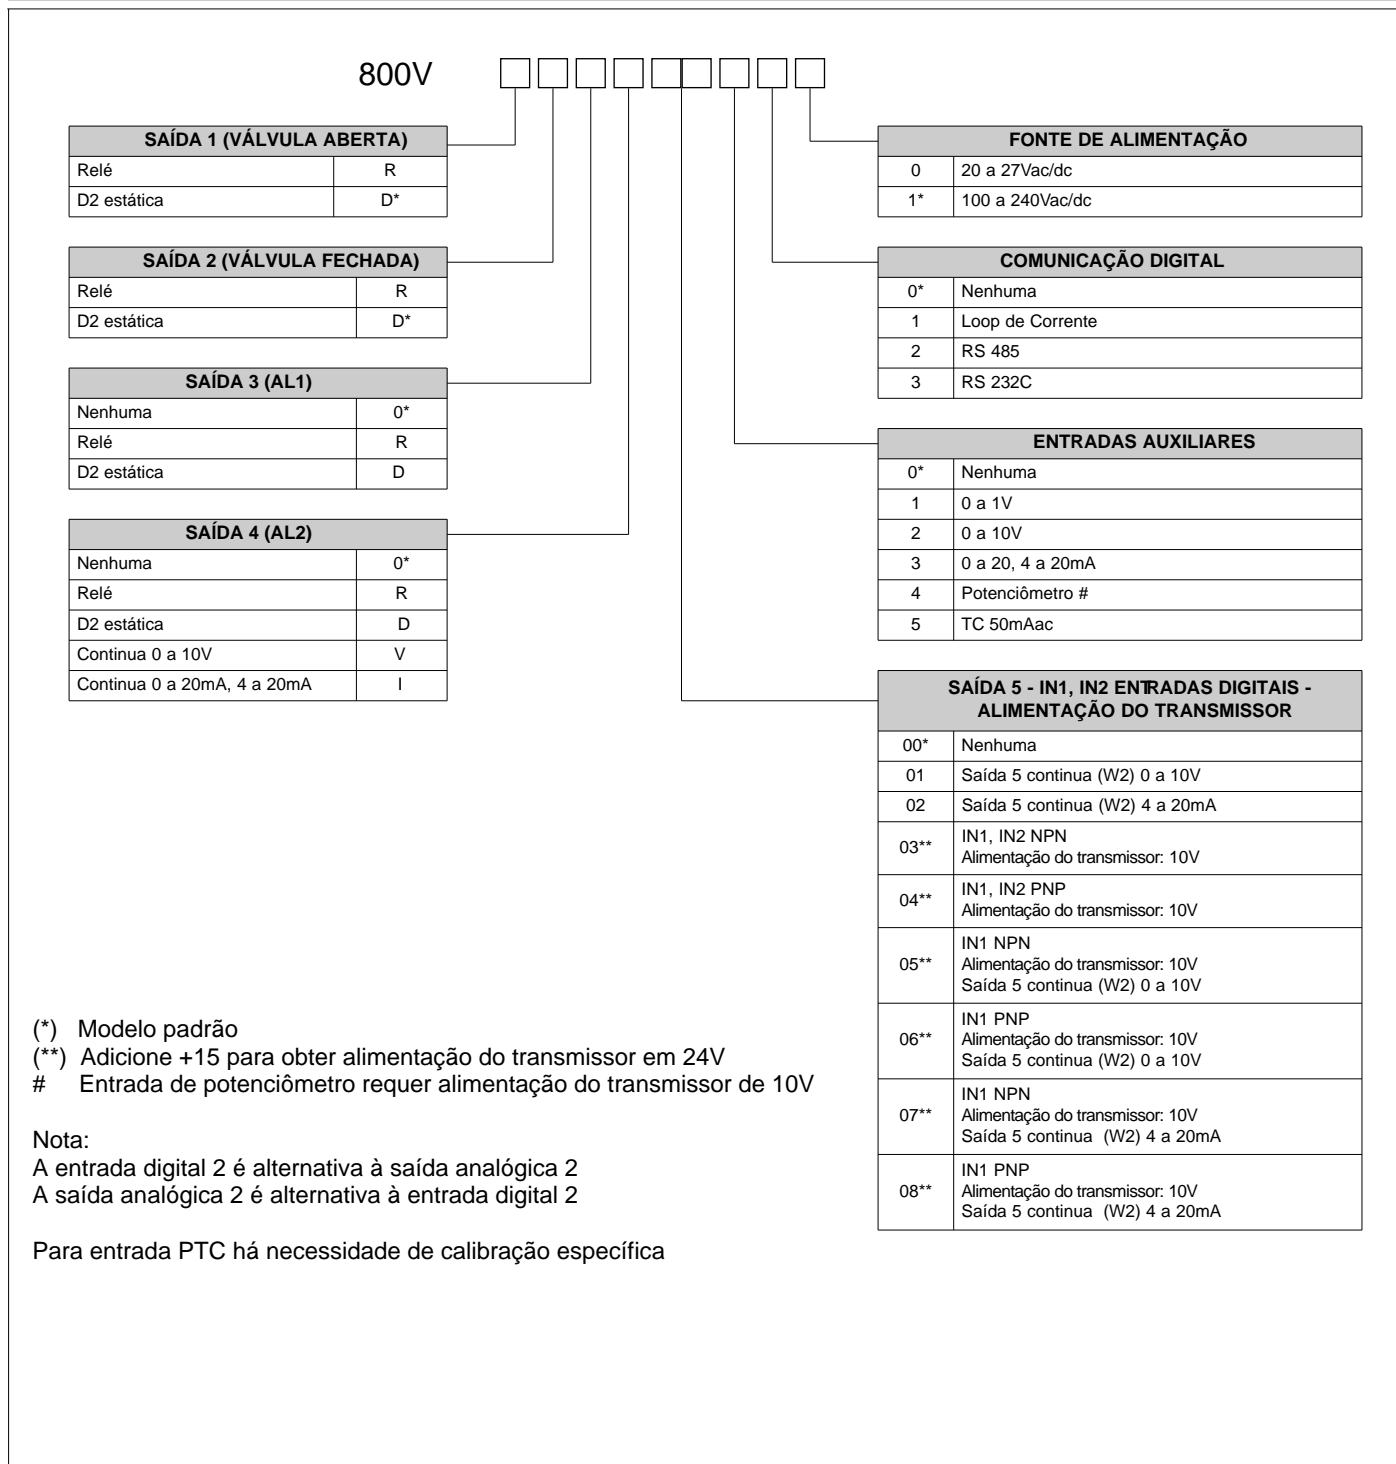 800V
SAÍDA 1 (VÁLVULA ABERTA)
Relé R
D2 estática D*
SAÍDA 2 (VÁLVULA FECHADA)
Relé R
D2 estática D*
SAÍDA 3 (AL1)
Nenhuma 0*
Relé R
D2 estática D
SAÍDA 4 (AL2)
Nenhuma 0*
Relé R
D2 estática D
Continua 0 a 10V V
Continua 0 a 20mA, 4 a 20mA I
FONTE DE ALIMENTAÇÃO
0 20 a 27Vac/dc
1* 100 a 240Vac/dc
COMUNICAÇÃO DIGITAL
0* Nenhuma
1 Loop de Corrente
2 RS 485
3 RS 232C
ENTRADAS AUXILIARES
0* Nenhuma
1 0 a 1V
2 0 a 10V
3 0 a 20, 4 a 20mA
4 Potenciômetro #
5 TC 50mAac
SAÍDA 5 - IN1, IN2 ENTRADAS DIGITAIS -
ALIMENTAÇÃO DO TRANSMISSOR
00* Nenhuma
01 Saída 5 continua (W2) 0 a 10V
02 Saída 5 continua (W2) 4 a 20mA
03** IN1, IN2 NPN
Alimentação do transmissor: 10V
04** IN1, IN2 PNP
Alimentação do transmissor: 10V
05** IN1 NPN
Alimentação do transmissor: 10V
Saída 5 continua (W2) 0 a 10V
06** IN1 PNP
Alimentação do transmissor: 10V
Saída 5 continua (W2) 0 a 10V
07** IN1 NPN
Alimentação do transmissor: 10V
Saída 5 continua (W2) 4 a 20mA
08** IN1 PNP
Alimentação do transmissor: 10V
Saída 5 continua (W2) 4 a 20mA
(*) Modelo padrão
(**) Adicione +15 para obter alimentação do transmissor em 24V
# Entrada de potenciômetro requer alimentação do transmissor de 10V
Nota:
A entrada digital 2 é alternativa à saída analógica 2
A saída analógica 2 é alternativa à entrada digital 2
Para entrada PTC há necessidade de calibração específica